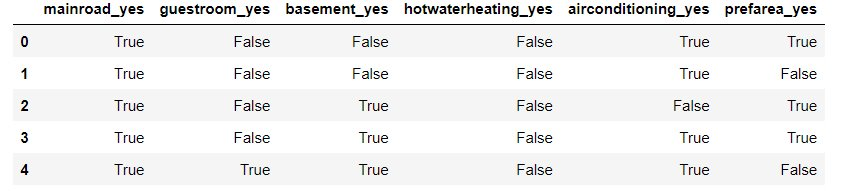 mainroad_yes guestroom_yes basement_yes hotwaterheating_yes airconditioning_yes prefarea_yes
0 True False False False True True
1 True False False False True False
2 True False True False False True
3 True False True False True True
4 True True True False True False